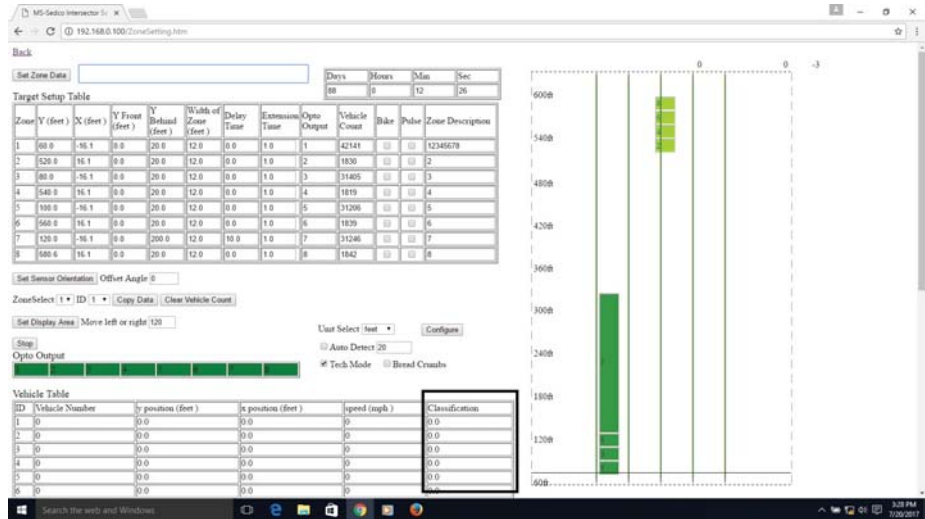 MS-Sedco Intersector Se
192.168.0.100/ZoneSetting.htm
Back
Set Zone Data
Days Hours Min Sec
88 0 12 26
Target Setup Table
Zone Y (feet ) X (feet ) Y Front (feet ) Y Behind (feet ) Width of Zone (feet ) Delay Time Extension Time Opto Output Vehicle Count Bike Pulse Zone Description
1 60.0 -16.1 0.0 20.0 12.0 0.0 1.0 1 42141 12345678
2 520.0 16.1 0.0 20.0 12.0 0.0 1.0 2 1830 2
3 80.0 -16.1 0.0 20.0 12.0 0.0 1.0 3 31405 3
4 540.0 16.1 0.0 20.0 12.0 0.0 1.0 4 1819 4
5 100.0 -16.1 0.0 20.0 12.0 0.0 1.0 5 31206 5
6 560.0 16.1 0.0 20.0 12.0 0.0 1.0 6 1839 6
7 120.0 -16.1 0.0 200.0 12.0 10.0 1.0 7 31246 7
8 580.6 16.1 0.0 20.0 12.0 0.0 1.0 8 1842 8
Set Sensor Orientation Offset Angle 0
ZoneSelect 1 ID 1 Copy Data Clear Vehicle Count
Set Display Area Move left or right 120
Unit Select feet Configure
Stop
Auto Detect 20
Opto Output
Tech Mode Bread Crumbs
1 2 3 4 5 6 7 8
Vehicle Table
ID Vehicle Number y position (feet ) x position (feet ) speed (mph ) Classification
1 0 0.0 0.0 0 0.0
2 0 0.0 0.0 0 0.0
3 0 0.0 0.0 0 0.0
4 0 0.0 0.0 0 0.0
5 0 0.0 0.0 0 0.0
6 0 0.0 0.0 0 0.0
0 0 -3
600ft
540ft
480ft
420ft
360ft
300ft
240ft
180ft
120ft
60ft
Search the web and Windows
3:28 PM
7/20/2017